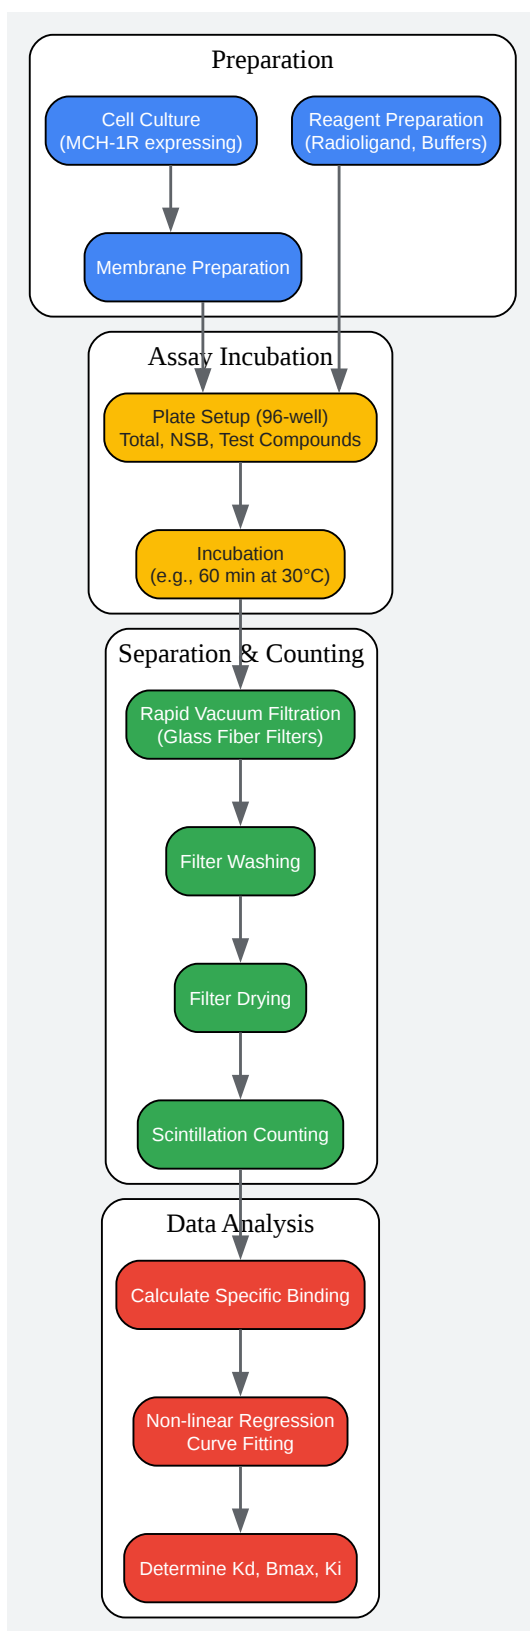 Preparation
Cell Culture
(MCH-1R expressing)
Reagent Preparation
(Radioligand, Buffers)
Membrane Preparation
Assay Incubation
Plate Setup (96-well)
Total, NSB, Test Compounds
Incubation
(e.g., 60 min at 30°C)
Separation & Counting
Rapid Vacuum Filtration
(Glass Fiber Filters)
Filter Washing
Filter Drying
Scintillation Counting
Data Analysis
Calculate Specific Binding
Non-linear Regression
Curve Fitting
Determine Kd, Bmax, Ki